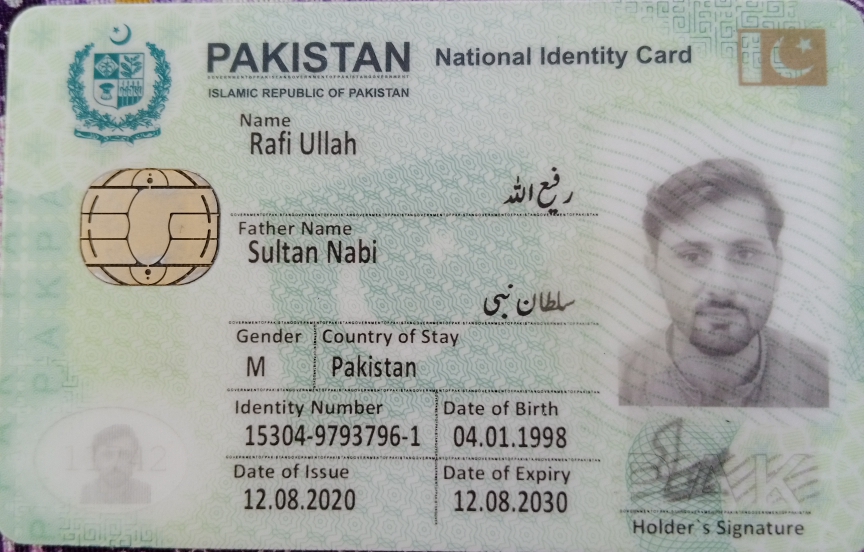 PAKISTAN National Identity Card
ISLAMIC REPUBLIC OF PAKISTAN
Name
Rafi Ullah
رفیع اللہ
Father Name
Sultan Nabi
سلطان نبی
Gender Country of Stay
M Pakistan
Identity Number Date of Birth
15304-9793796-1 04.01.1998
Date of Issue Date of Expiry
12.08.2020 12.08.2030
Holder`s Signature